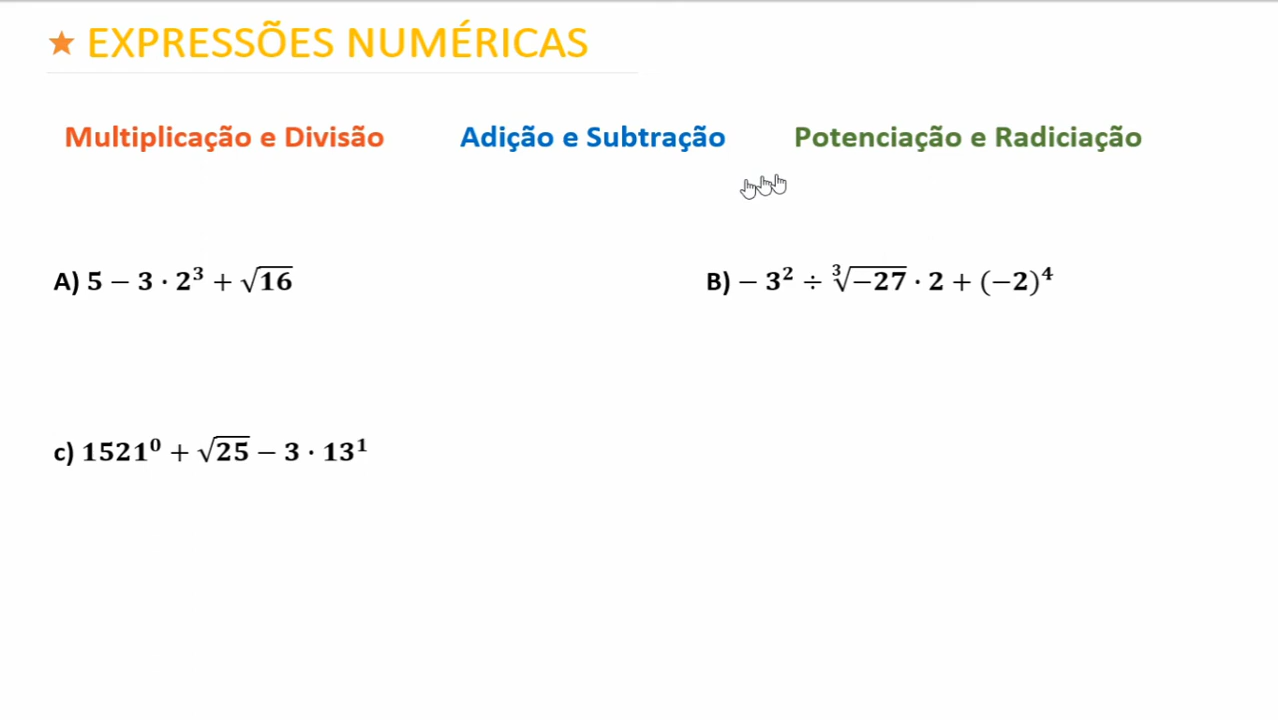 EXPRESSÕES NUMÉRICAS
Multiplicação e Divisão Adição e Subtração Potenciação e Radiciação
A) 5 − 3 · 2³ + √16
B) − 3² ÷ ∛−27 · 2 + (−2)⁴
c) 1521⁰ + √25 − 3 · 13¹